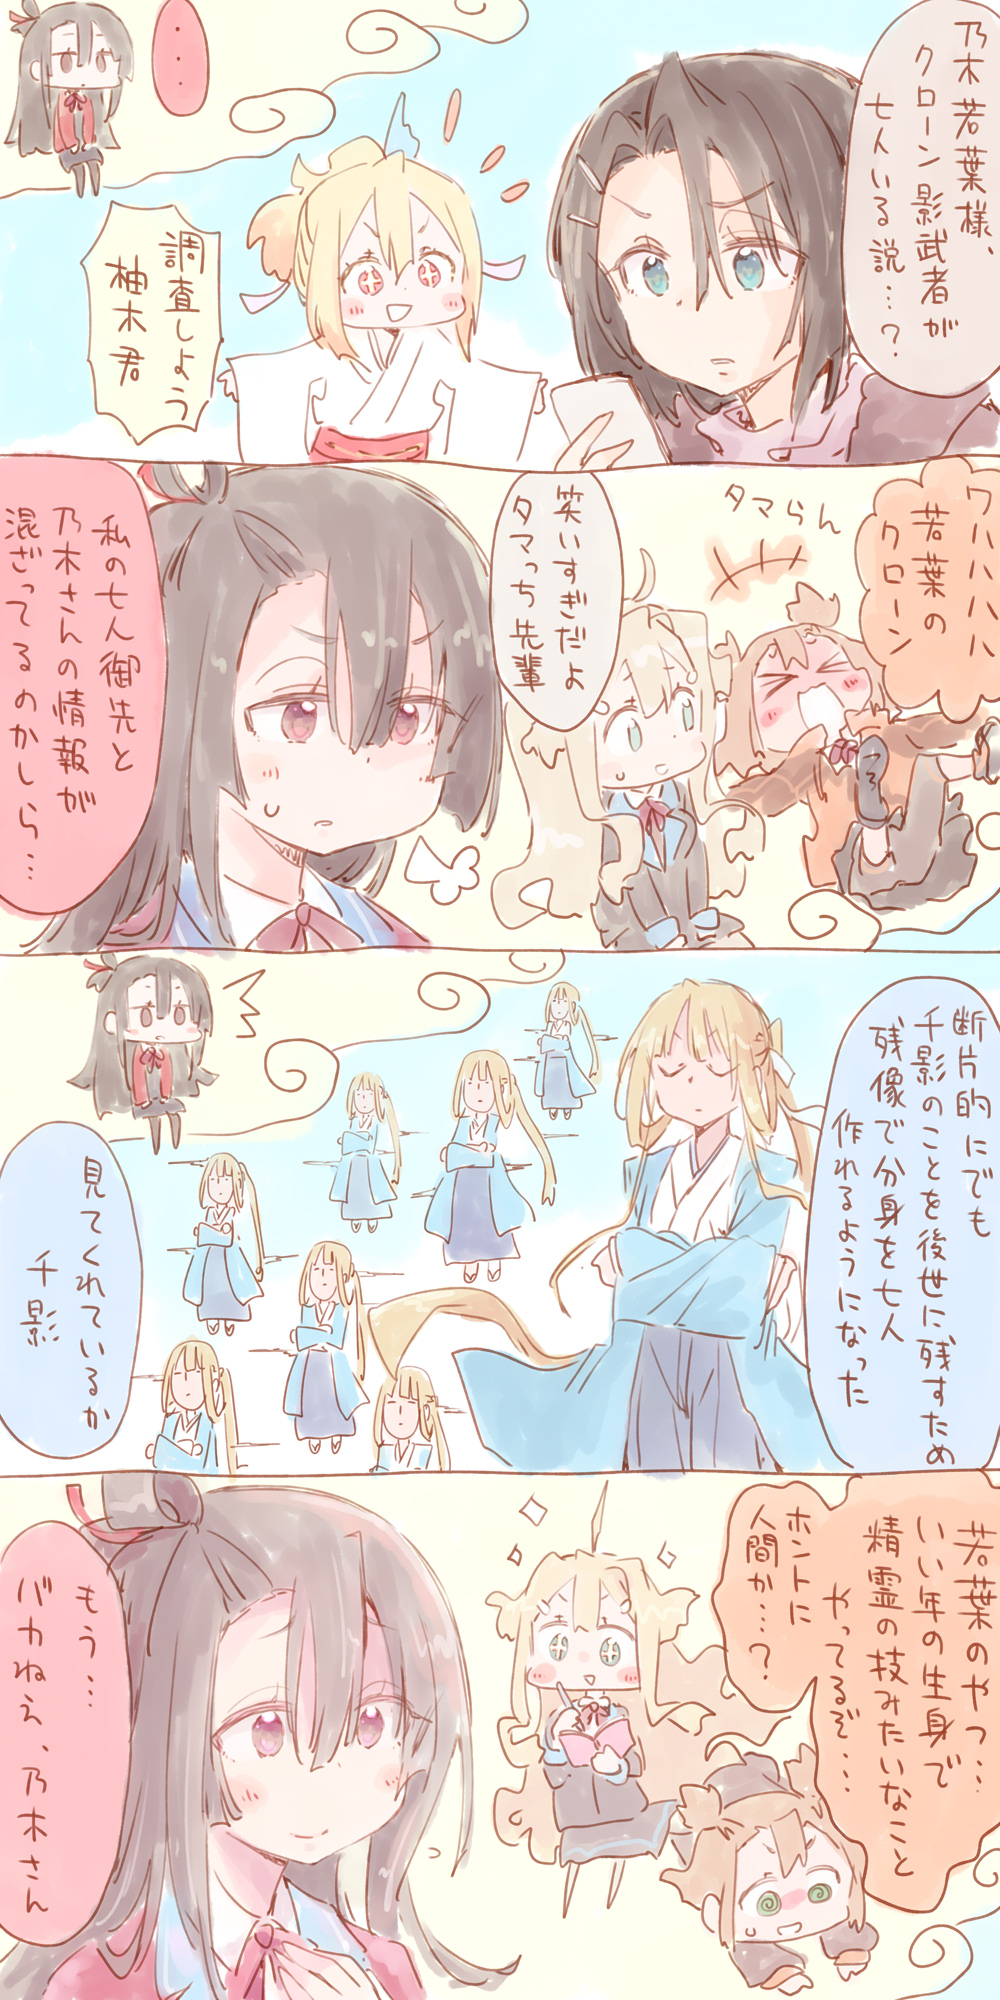 乃木若葉様、
クローン影武者が
七人いる説…?
調査しよう
柚木君
・・・
ワハハハハ
若葉の
クローン
タマらん
笑いすぎだよ
タマっち先輩
私の七人御先と
乃木さんの情報が
混ざってるのかしら…
断片的にでも
千影のことを後世に残すため
残像で分身を七人
作れるようになった
見てくれているか
千影
若葉のやつ…
いい年の生身で
精霊の技みたいなこと
やってるぞ…
ホントに
人間か…?
もう…
バカねえ、乃木さん